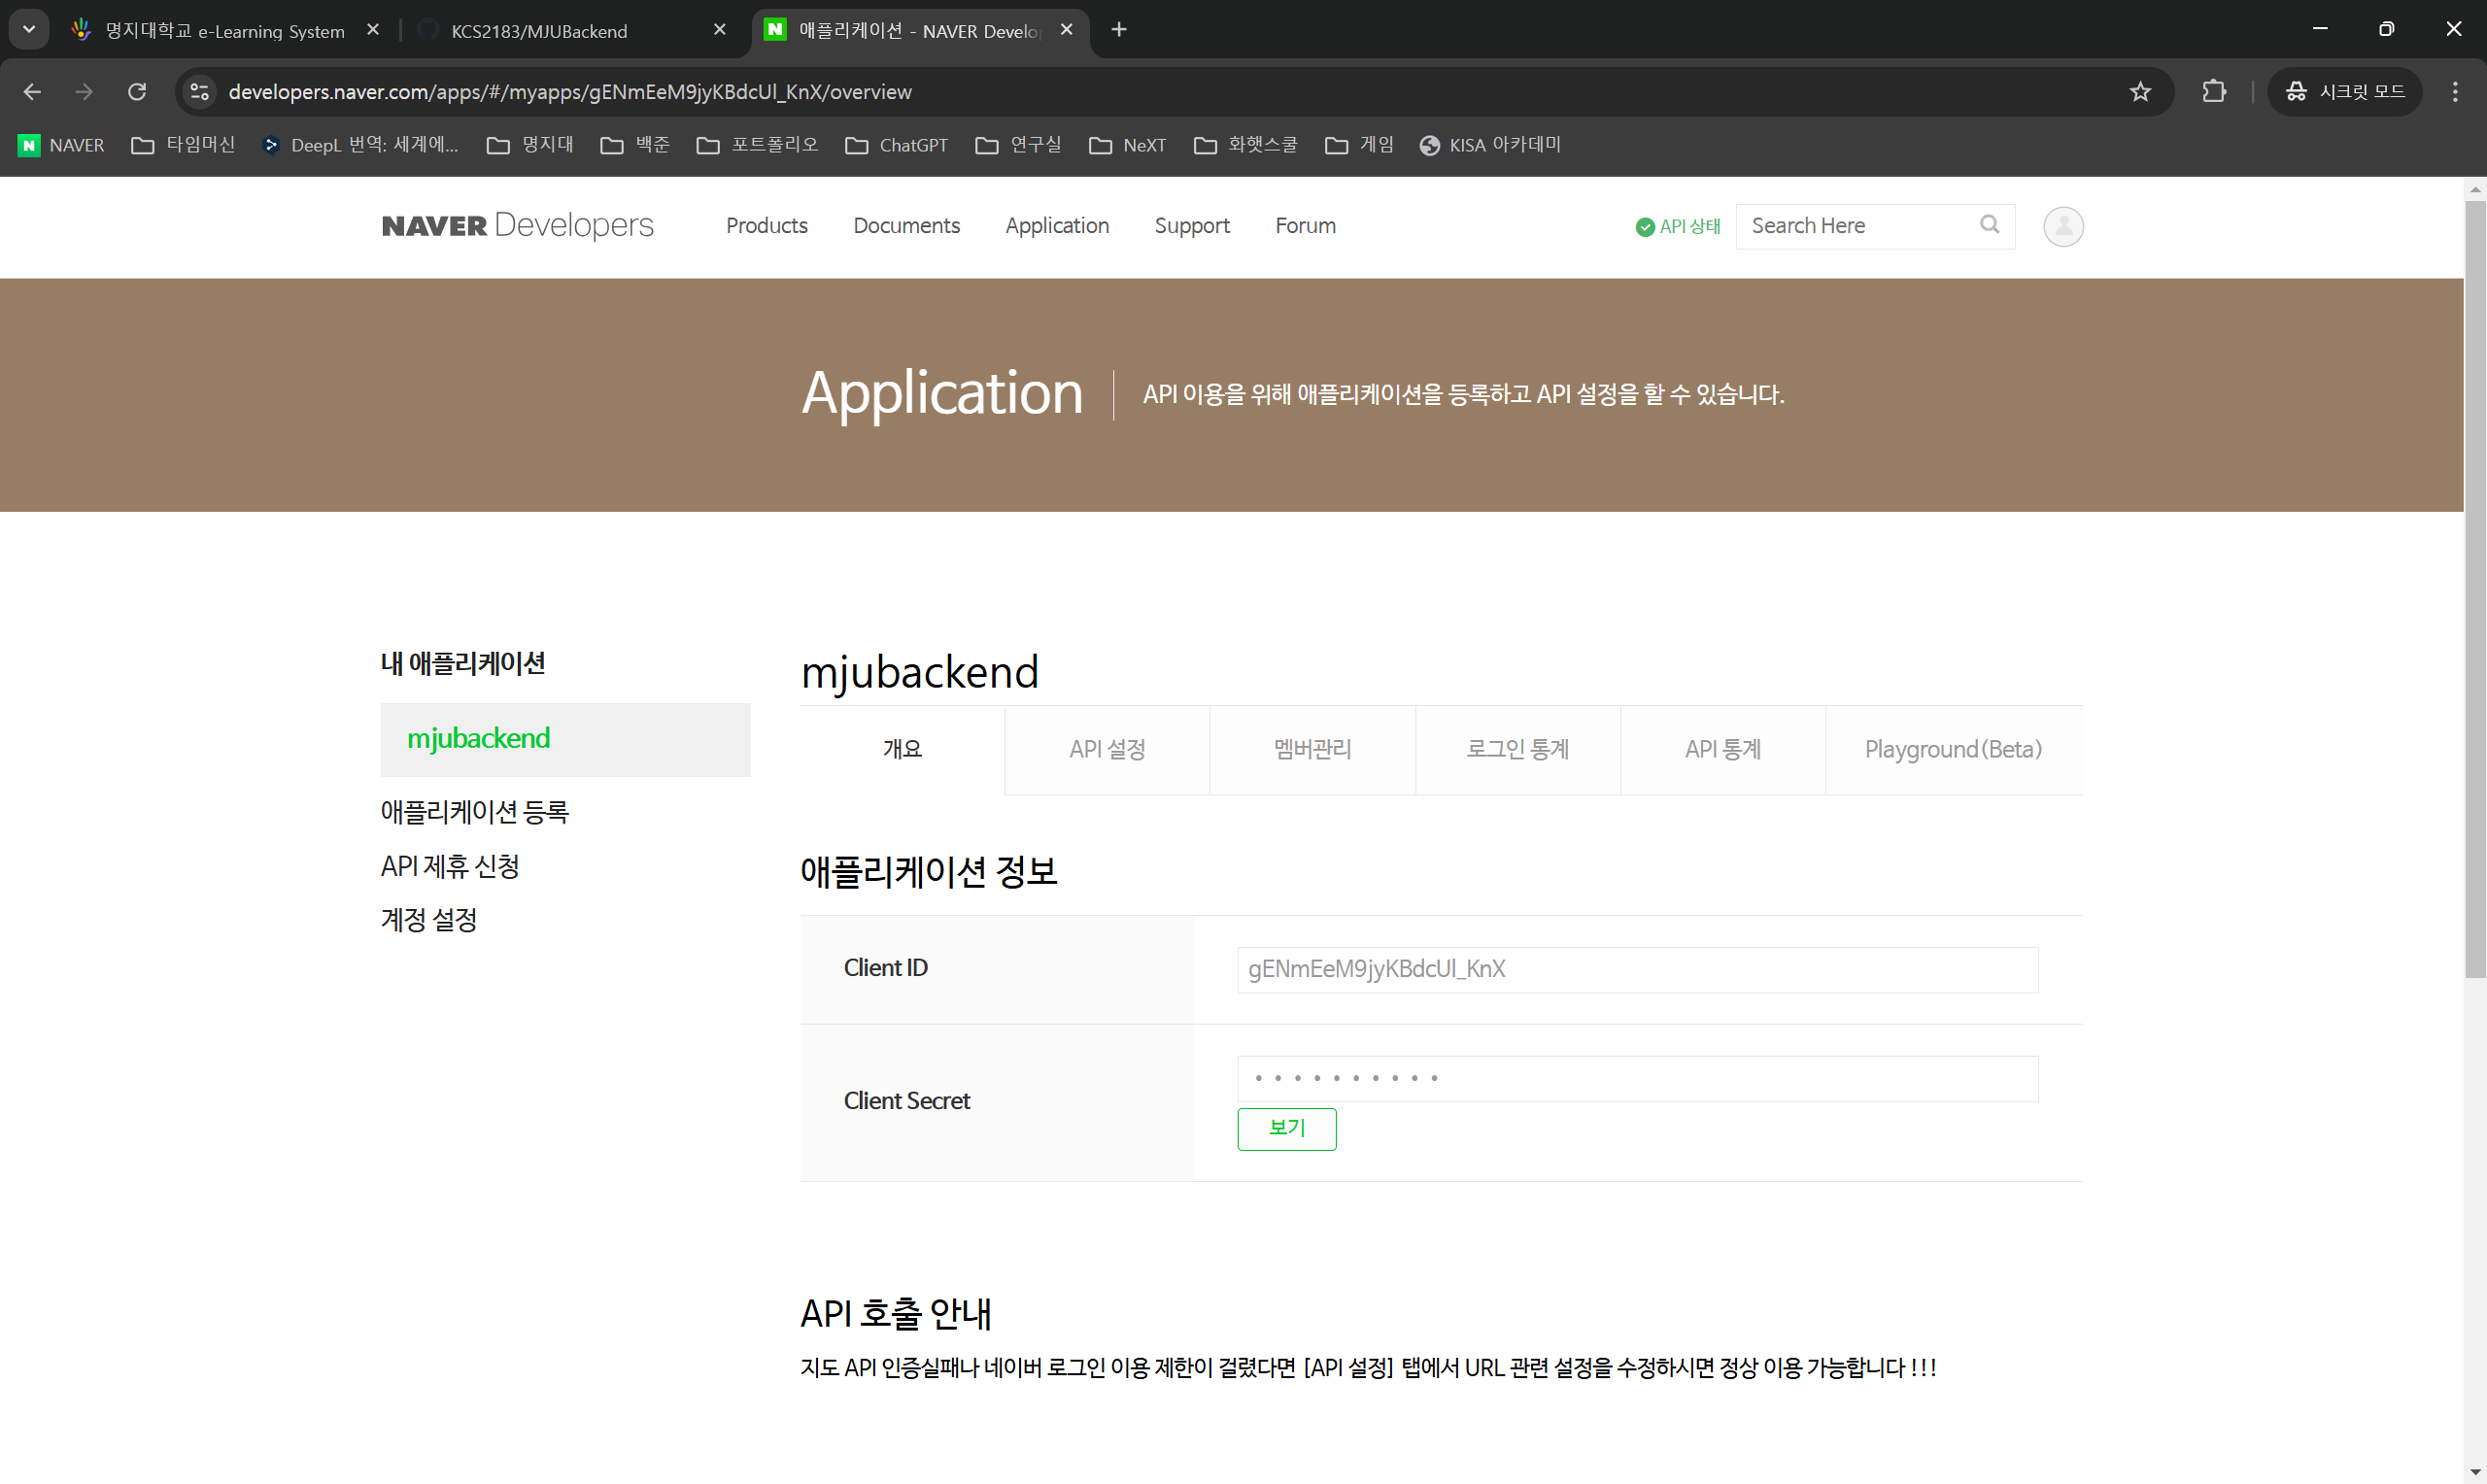 명지대학교 e-Learning System
KCS2183/MJUBackend
애플리케이션 - NAVER Develo
developers.naver.com/apps/#/myapps/gENmEeM9jyKBdcUl_KnX/overview
시크릿 모드
NAVER
타임머신
DeepL 번역: 세계에...
명지대
백준
포트폴리오
ChatGPT
연구실
NeXT
화햇스쿨
게임
KISA 아카데미
NAVER Developers
Products
Documents
Application
Support
Forum
API 상태
Search Here
Application
API 이용을 위해 애플리케이션을 등록하고 API 설정을 할 수 있습니다.
내 애플리케이션
mjubackend
애플리케이션 등록
API 제휴 신청
계정 설정
mjubackend
개요
API 설정
멤버관리
로그인 통계
API 통계
Playground(Beta)
애플리케이션 정보
Client ID
gENmEeM9jyKBdcUl_KnX
Client Secret
••••••••••
보기
API 호출 안내
지도 API 인증실패나 네이버 로그인 이용 제한이 걸렸다면 [API 설정] 탭에서 URL 관련 설정을 수정하시면 정상 이용 가능합니다 !!!